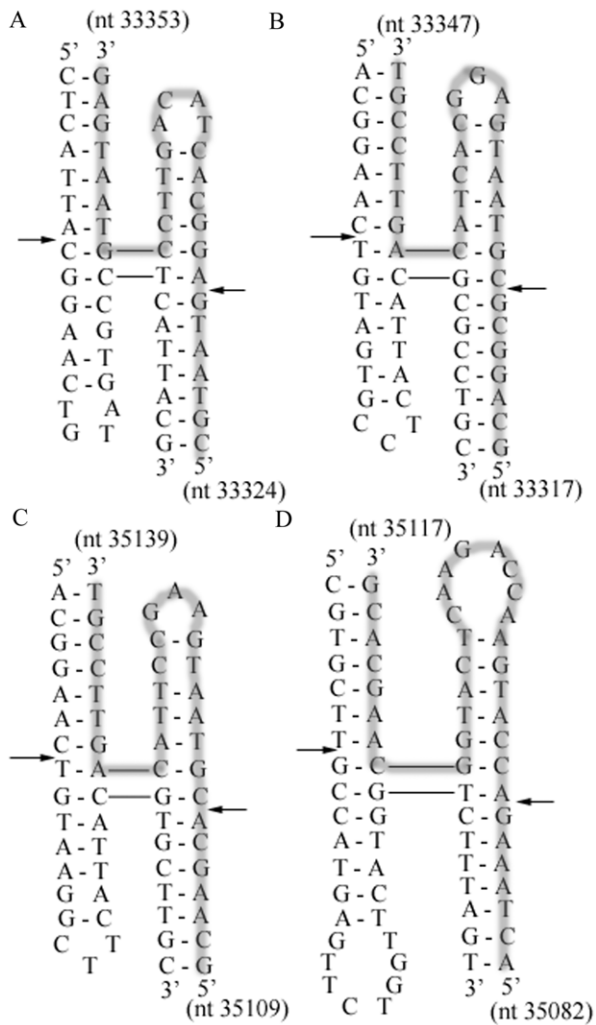 A
(nt 33353)
5’ 3’
C - G
T A
C - G
A - T
T - A
T - A
A - T
C G C
G - C T
G - C
A G
A - T
C - G
T A
G T
C A
A T
G - C
T - A
T C
C - G
C - G
T - A
C - G
A - T
T - A
T - A
A - T
C - G
G - C
3’ 5’
(nt 33324)
B
(nt 33347)
5’ 3’
A - T
C - G
G - C
G - C
A - T
A - T
C - G
T - A C
G - C G
T - A
A - T
G T
T - A
G C
C T
C
G
G A
C - G
A - T
C A
T - A
A - T
C - G
G - C
C - G
G - C
C - G
C - G
T - A
G - C
C - G
3’ 5’
(nt 33317)
C
(nt 35139)
5’ 3’
A - T
C - G
G - C
G - C
A - T
A - T
C - G
T - A C
G - C G
T - A
A - T
A - T
G A
G - C
C T
T
A
G A
C - G
C T
T - A
T - A
A - T
C - G
G - C
T - A
G - C
C - G
T - A
T - A
G - C
C - G
3’ 5’
(nt 35109)
D
(nt 35117)
5’ 3’
C - G
G - C
T - A
G - C
C - G
T - A
T - A
G - C G
C - G T
C - G
A - T
T - A
G - C
A - T
G T
T G
T G
C T
G A
A C
A C
C A
T - A
C - G
A - T
T - A
G - C
G - C
T - A
C - G
T - A
T - A
T - A
A - T
G - C
T - A
3’ 5’
(nt 35082)